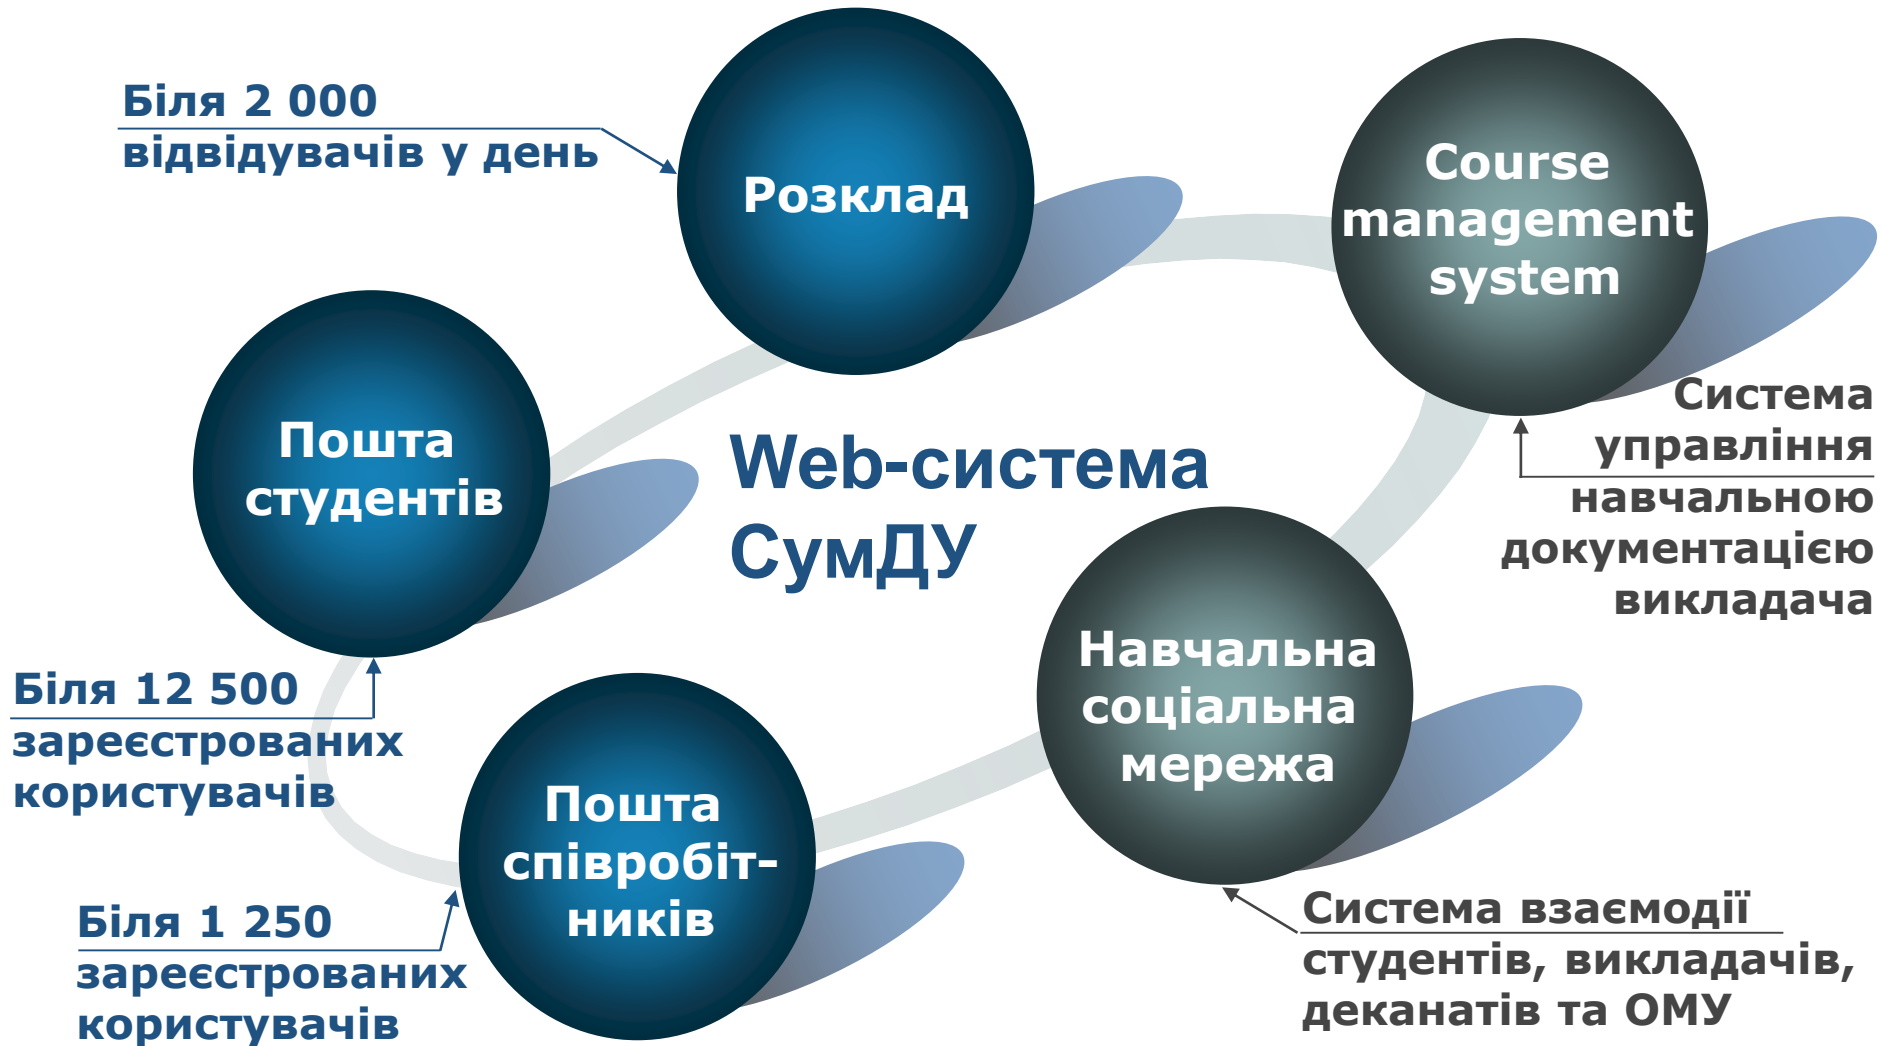 Біля 2 000
відвідувачів у день
Розклад
Course
management
system
Система
управління
навчальною
документацією
викладача
Пошта
студентів
Web-система
СумДУ
Біля 12 500
зареєстрованих
користувачів
Навчальна
соціальна
мережа
Пошта
співробіт–
ників
Біля 1 250
зареєстрованих
користувачів
Система взаємодії
студентів, викладачів,
деканатів та ОМУ